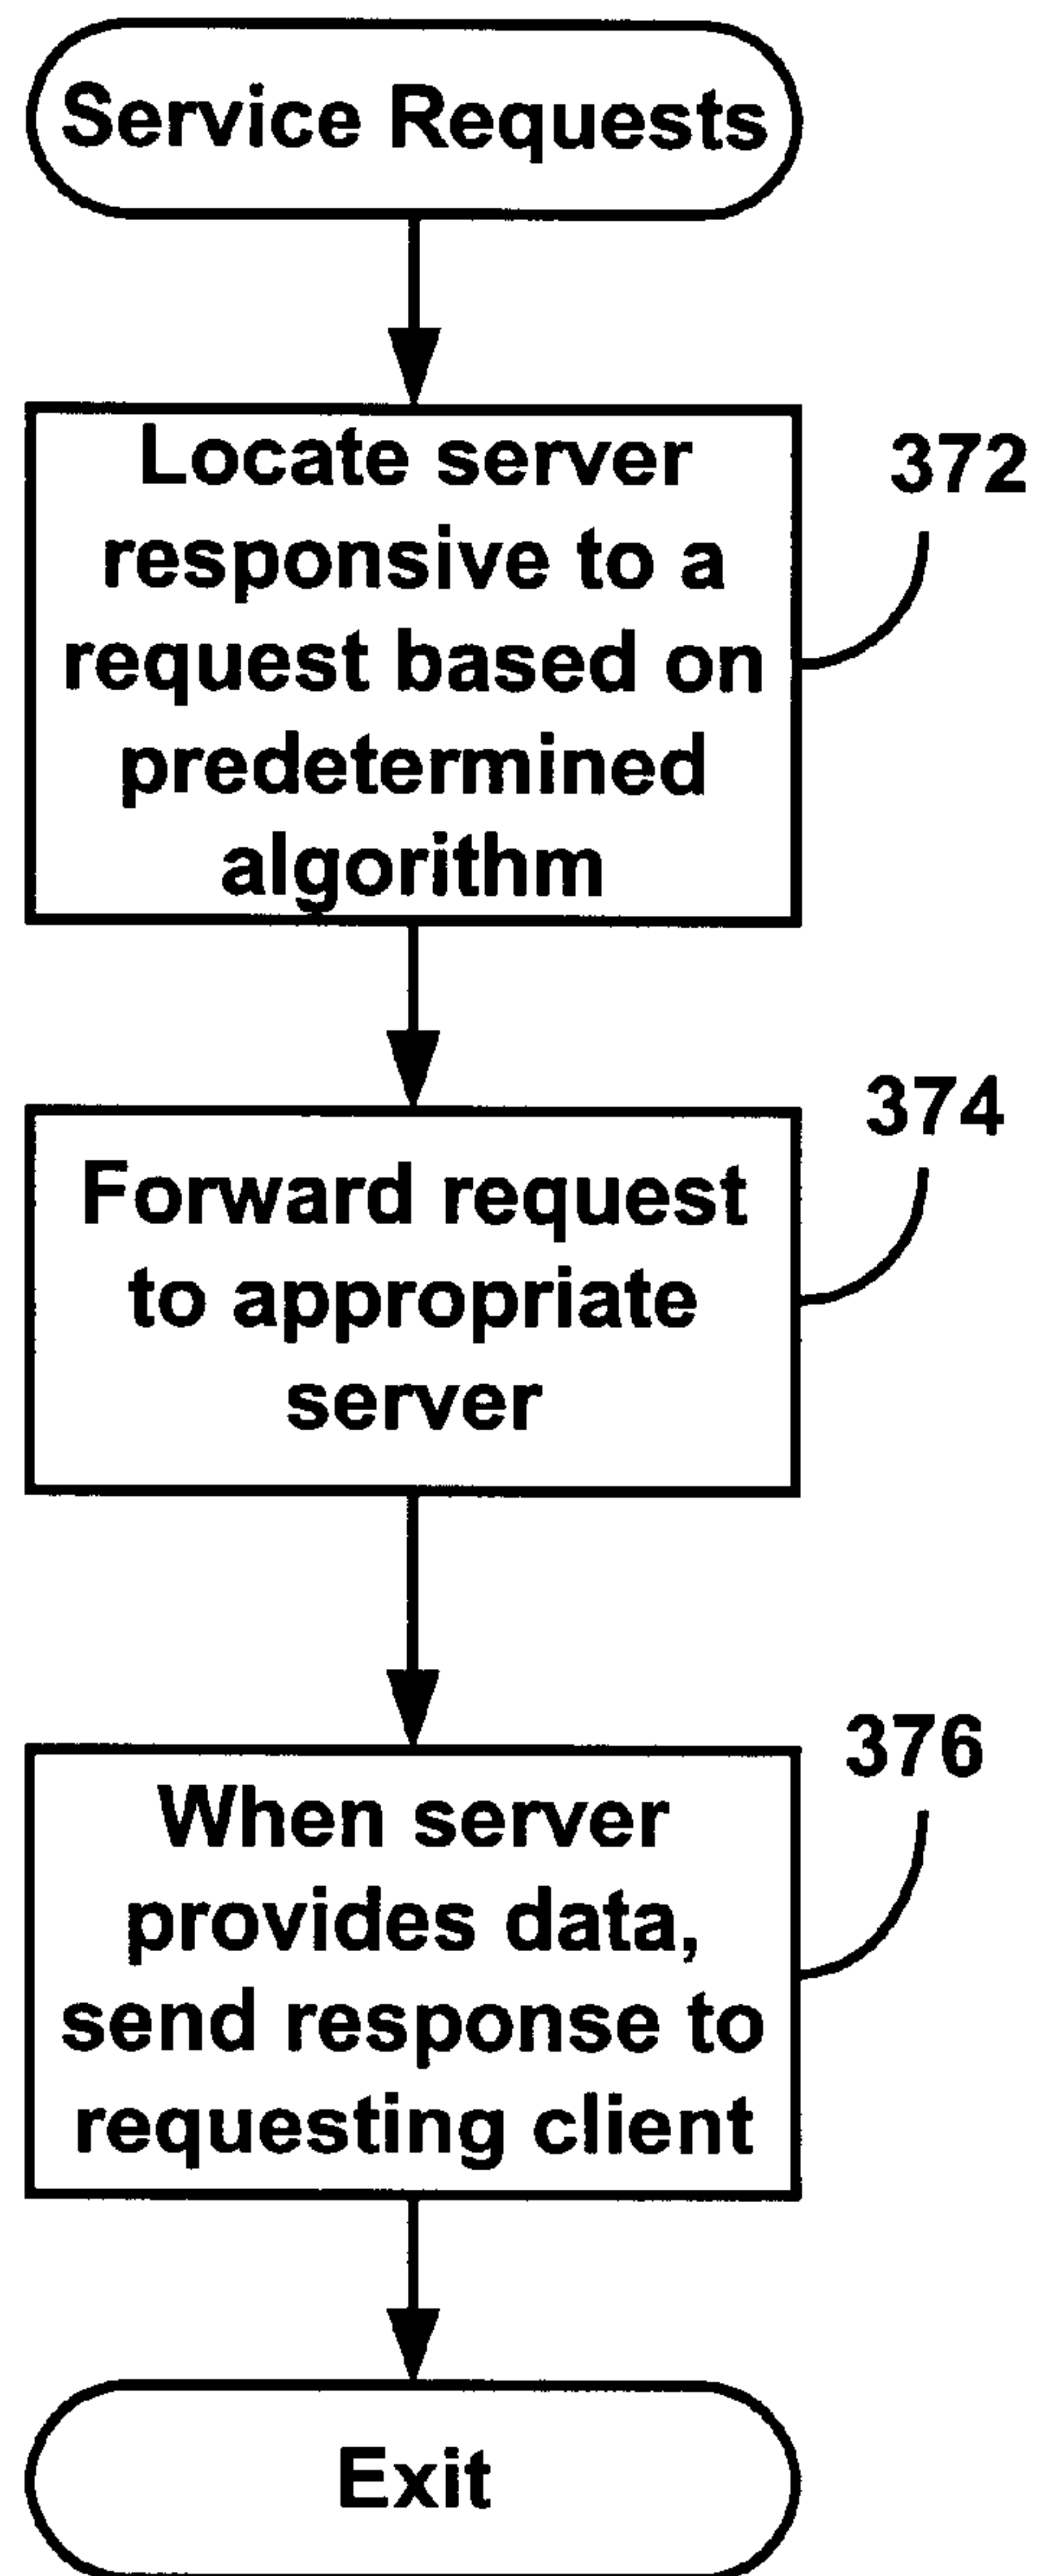 Service Requests
Locate server
responsive to a
request based on
predetermined
algorithm
372
Forward request
to appropriate
server
374
When server
provides data,
send response to
requesting client
376
Exit